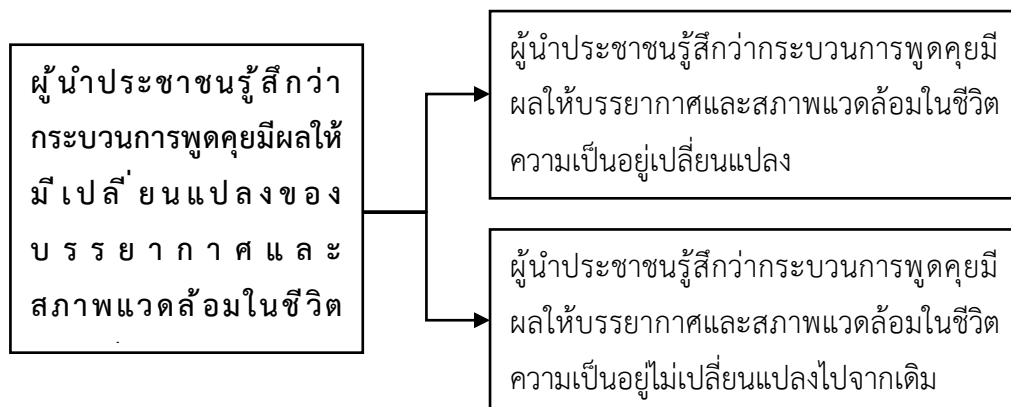 ผู้นำประชาชนรู้สึกว่า
กระบวนการพูดคุยมีผลให้
มีเปลี่ยนแปลงของ
บรรยากาศและ
สภาพแวดล้อมในชีวิต
ผู้นำประชาชนรู้สึกว่ากระบวนการพูดคุยมี
ผลให้บรรยากาศและสภาพแวดล้อมในชีวิต
ความเป็นอยู่เปลี่ยนแปลง
ผู้นำประชาชนรู้สึกว่ากระบวนการพูดคุยมี
ผลให้บรรยากาศและสภาพแวดล้อมในชีวิต
ความเป็นอยู่ไม่เปลี่ยนแปลงไปจากเดิม